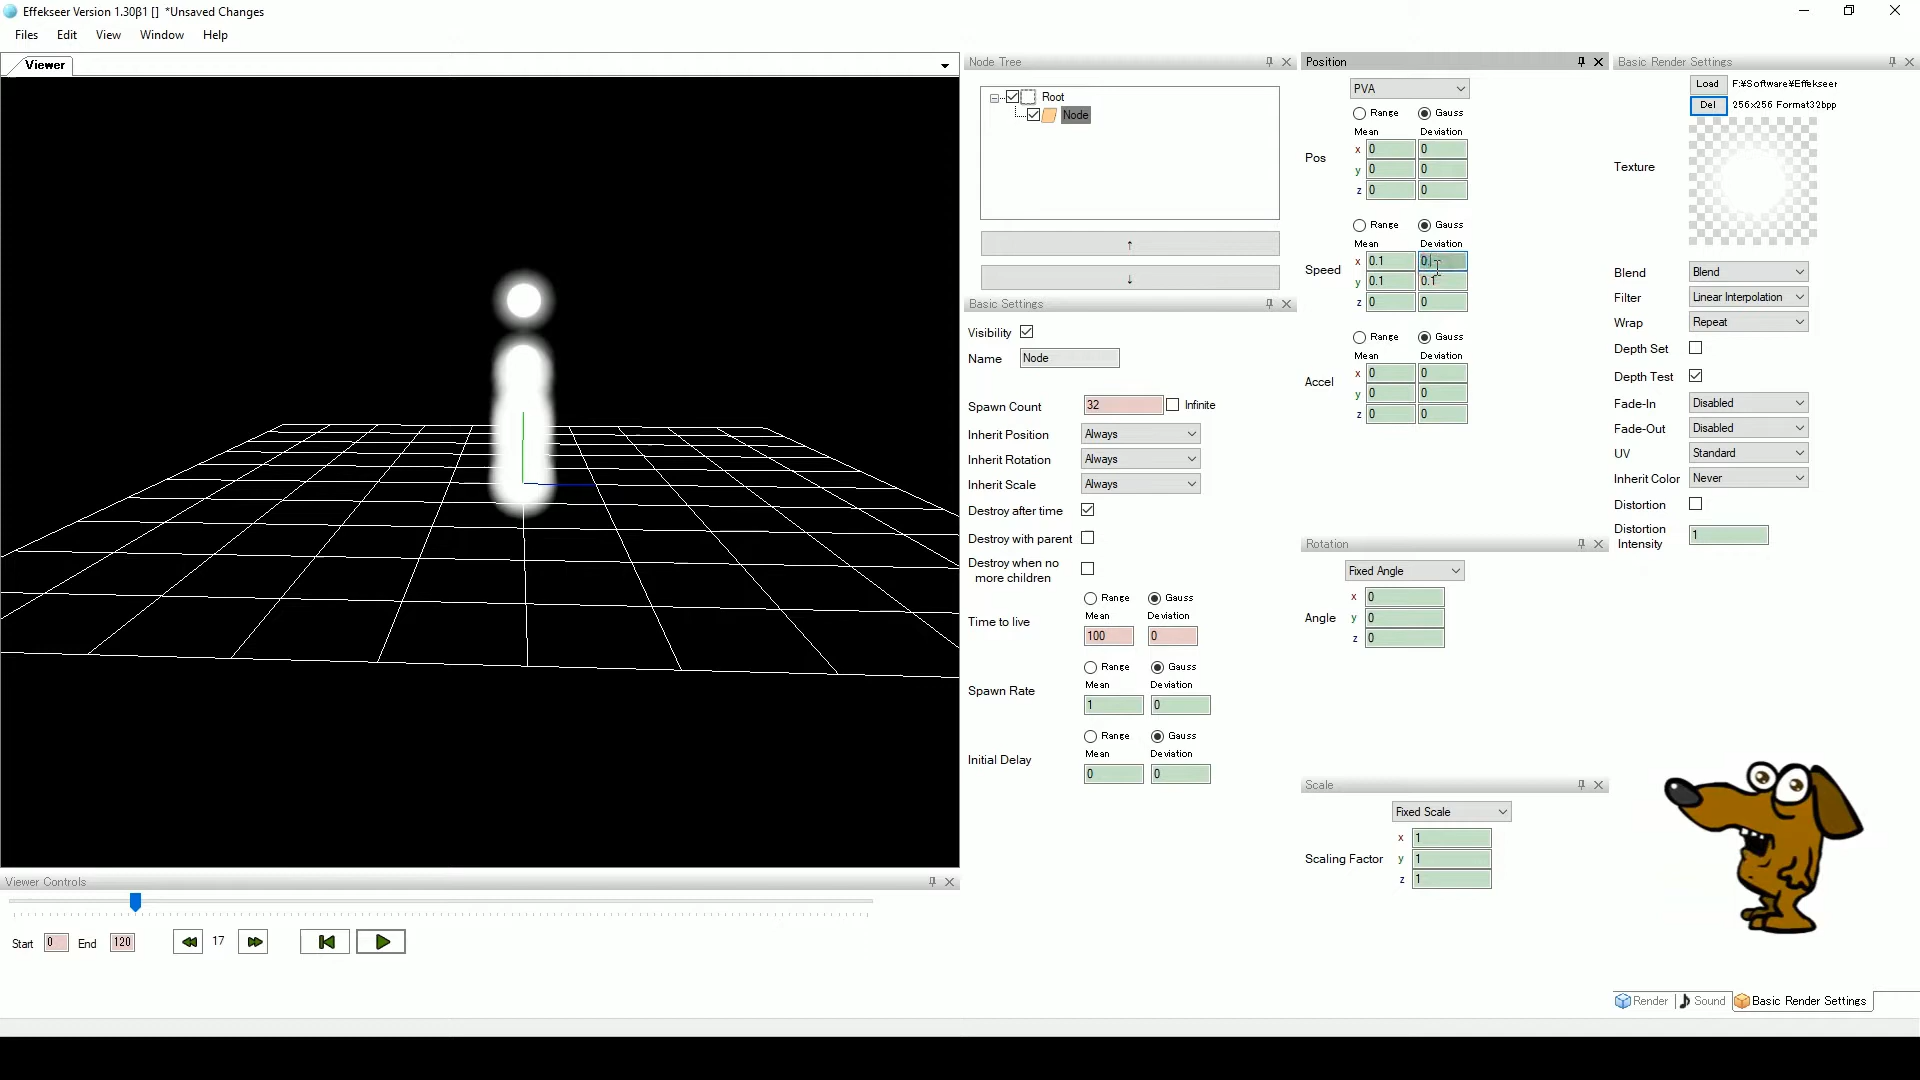 Effekseer Version 1.30β1 [] *Unsaved Changes
Files Edit View Window Help
Viewer
Node Tree
Root
Node
↑
↓
Basic Settings
Visibility
Name Node
Spawn Count 32 Infinite
Inherit Position Always
Inherit Rotation Always
Inherit Scale Always
Destroy after time
Destroy with parent
Destroy when no
more children
Range Gauss
Mean Deviation
Time to live
100 0
Range Gauss
Mean Deviation
Spawn Rate
1 0
Range Gauss
Mean Deviation
Initial Delay
0 0
Position
PVA
Range Gauss
Mean Deviation
x 0 0
Pos
y 0 0
z 0 0
Range Gauss
Mean Deviation
x 0.1 0.
Speed
y 0.1 0.1
z 0 0
Range Gauss
Mean Deviation
x 0 0
Accel
y 0 0
z 0 0
Rotation
Fixed Angle
x 0
Angle y 0
z 0
Scale
Fixed Scale
x 1
Scaling Factor y 1
z 1
Basic Render Settings
Load F:¥Software¥Effekseer
Del 256x256 Format32bpp
Texture
Blend Blend
Filter Linear Interpolation
Wrap Repeat
Depth Set
Depth Test
Fade-In Disabled
Fade-Out Disabled
UV Standard
Inherit Color Never
Distortion
Distortion
Intensity 1
Render Sound Basic Render Settings
Viewer Controls
Start 0 End 120 17